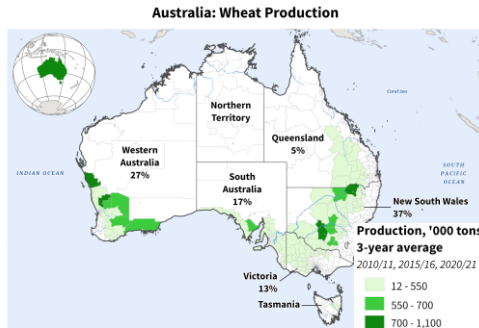 Australia: Wheat Production
Coral Sea
Northern
Territory
Queensland
5%
Western
Australia
27%
INDIAN OCEAN
SOUTH
PACIFIC
OCEAN
South
Australia
17%
New South Wales
37%
Production, '000 tons
3-year average
2010/11, 2015/16, 2020/21
12 - 550
550 - 700
700 - 1,100
Victoria
13%
Tasmania